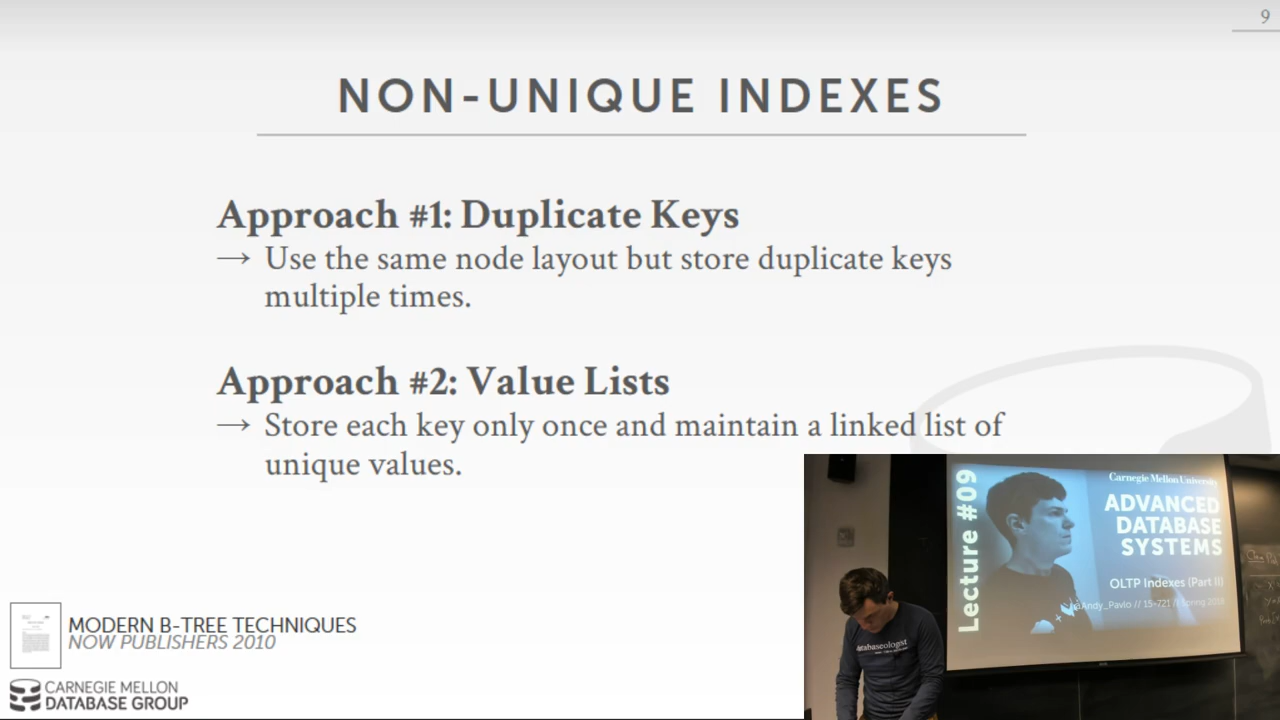 9
NON-UNIQUE INDEXES
Approach #1: Duplicate Keys
→ Use the same node layout but store duplicate keys
multiple times.
Approach #2: Value Lists
→ Store each key only once and maintain a linked list of
unique values.
MODERN B-TREE TECHNIQUES
NOW PUBLISHERS 2010
CARNEGIE MELLON
DATABASE GROUP
Lecture #09
Carnegie Mellon University
ADVANCED
DATABASE
SYSTEMS
OLTP Indexes (Part II)
@Andy_Pavlo // 15-721 // Spring 2018
databaseologist